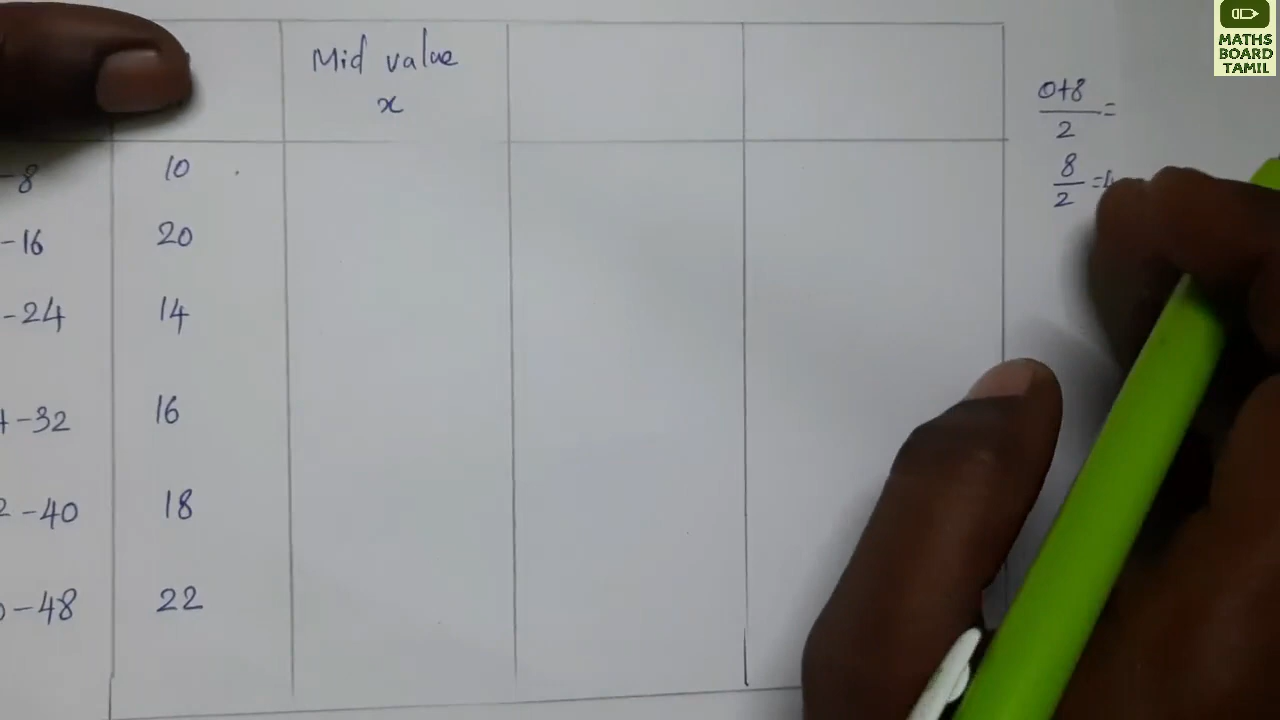 Mid value
x
-8 10
-16 20
-24 14
-32 16
-40 18
-48 22
0+8
2 =
8
2 =4
MATHS
BOARD
TAMIL